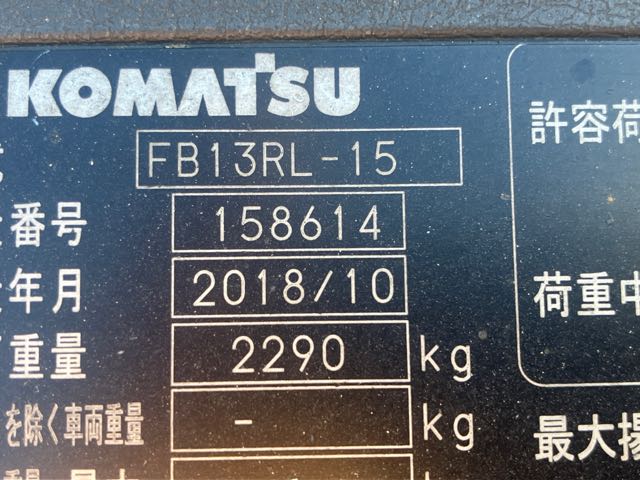 KOMATSU
FB13RL-15
番号 158614
年月 2018/10
重量 2290 kg
を除く車両重量 - kg
許容荷
荷重中
最大揚